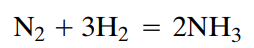 N₂ + 3H₂ = 2NH₃